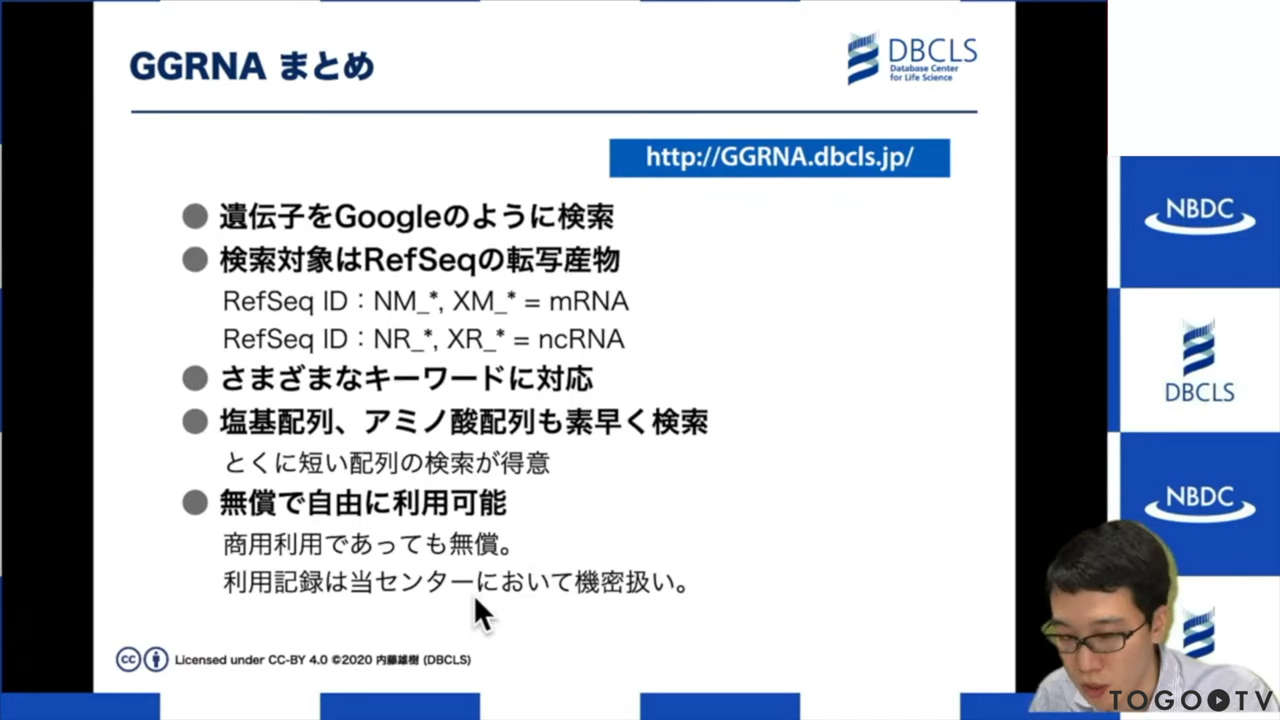 GGRNA まとめ
DBCLS
Database Center
for Life Science
http://GGRNA.dbcls.jp/
● 遺伝子をGoogleのように検索
● 検索対象はRefSeqの転写産物
RefSeq ID：NM_*, XM_* = mRNA
RefSeq ID：NR_*, XR_* = ncRNA
● さまざまなキーワードに対応
● 塩基配列、アミノ酸配列も素早く検索
とくに短い配列の検索が得意
● 無償で自由に利用可能
商用利用であっても無償。
利用記録は当センターにおいて機密扱い。
cc Licensed under CC-BY 4.0 ©2020 内藤雄樹 (DBCLS)
NBDC
DBCLS
NBDC
TOGO TV